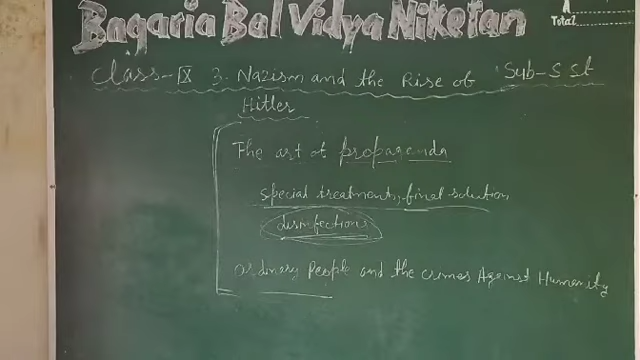 Bagaria Bal Vidya Niketan
Total
Class-IX 3. Nazism and the Rise of Sub-S.St
Hitler
The art of propaganda
special treatments, final solution
disinfections
Ordinary People and the crimes Against Humanity